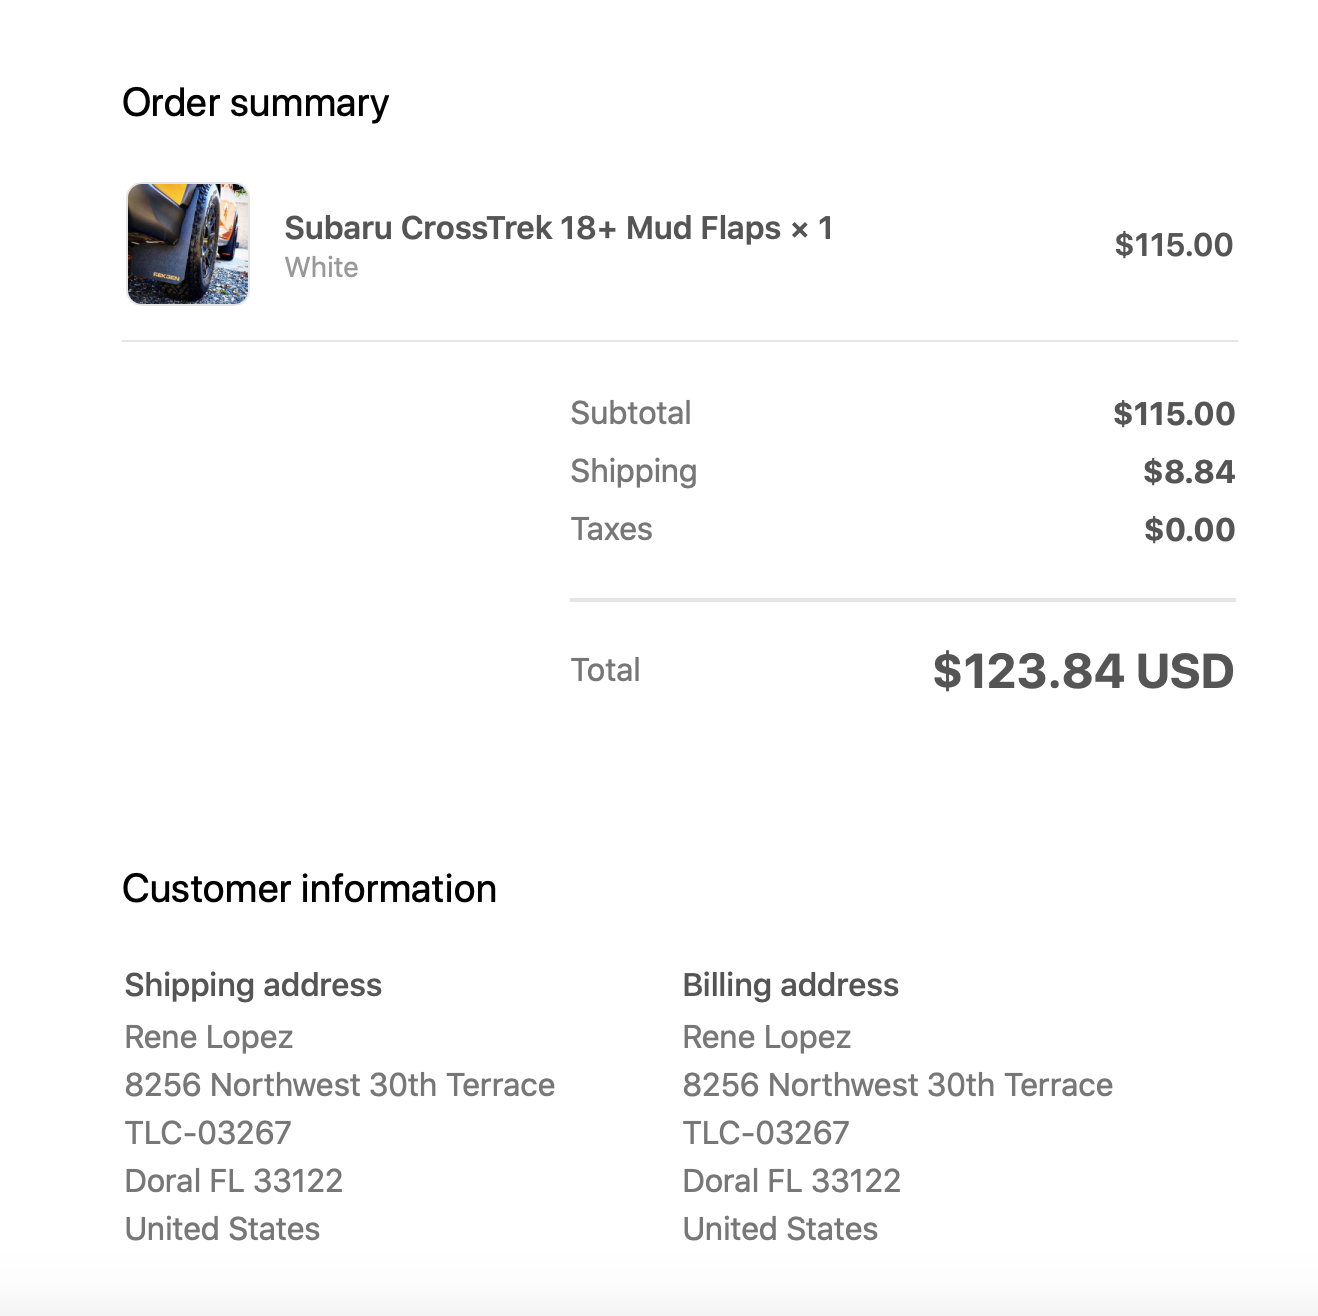 Order summary
Subaru CrossTrek 18+ Mud Flaps × 1
White
$115.00
REKGEN
Subtotal $115.00
Shipping $8.84
Taxes $0.00
Total $123.84 USD
Customer information
Shipping address
Rene Lopez
8256 Northwest 30th Terrace
TLC-03267
Doral FL 33122
United States
Billing address
Rene Lopez
8256 Northwest 30th Terrace
TLC-03267
Doral FL 33122
United States